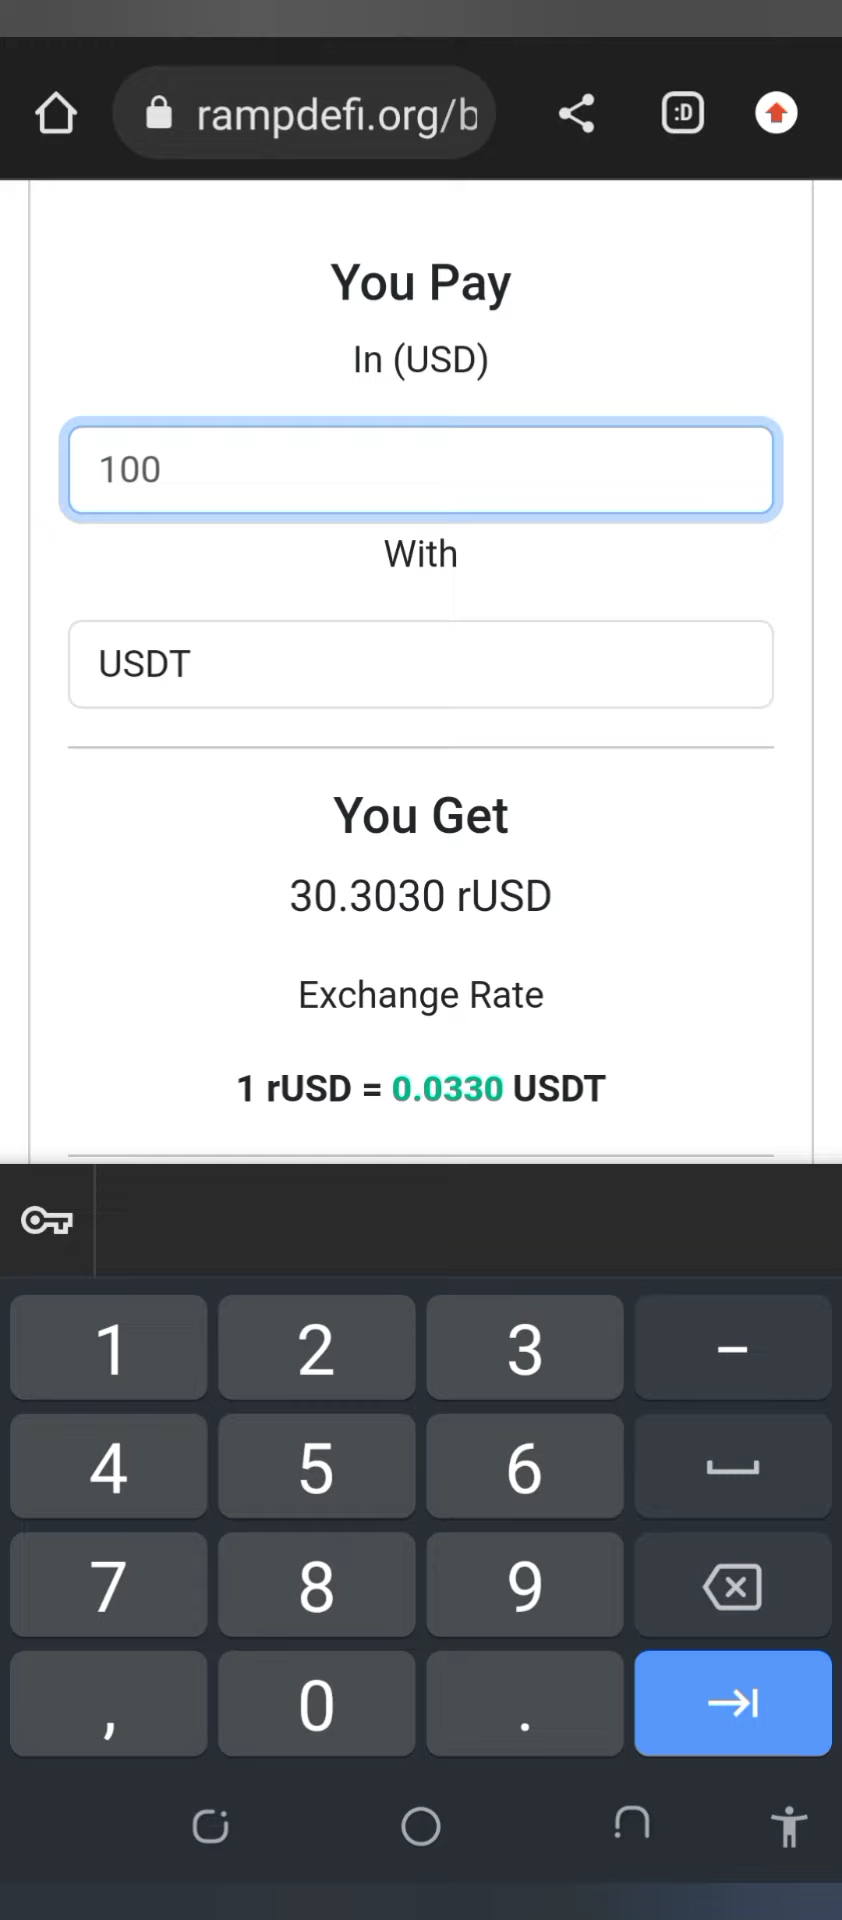 rampdefi.org/b
:D
You Pay
In (USD)
100
With
USDT
You Get
30.3030 rUSD
Exchange Rate
1 rUSD = 0.0330 USDT
1 2 3 –
4 5 6
7 8 9
, 0 .